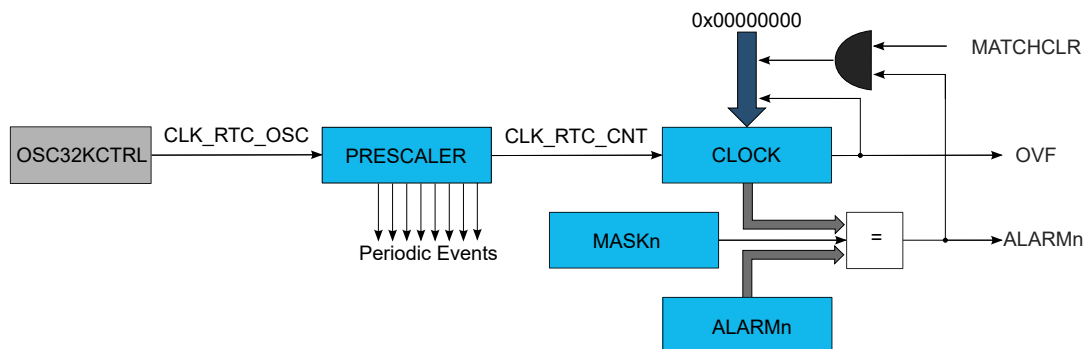 0x00000000
MATCHCLR
OSC32KCTRL
CLK_RTC_OSC
PRESCALER
CLK_RTC_CNT
CLOCK
OVF
Periodic Events
MASKn
=
ALARMn
ALARMn